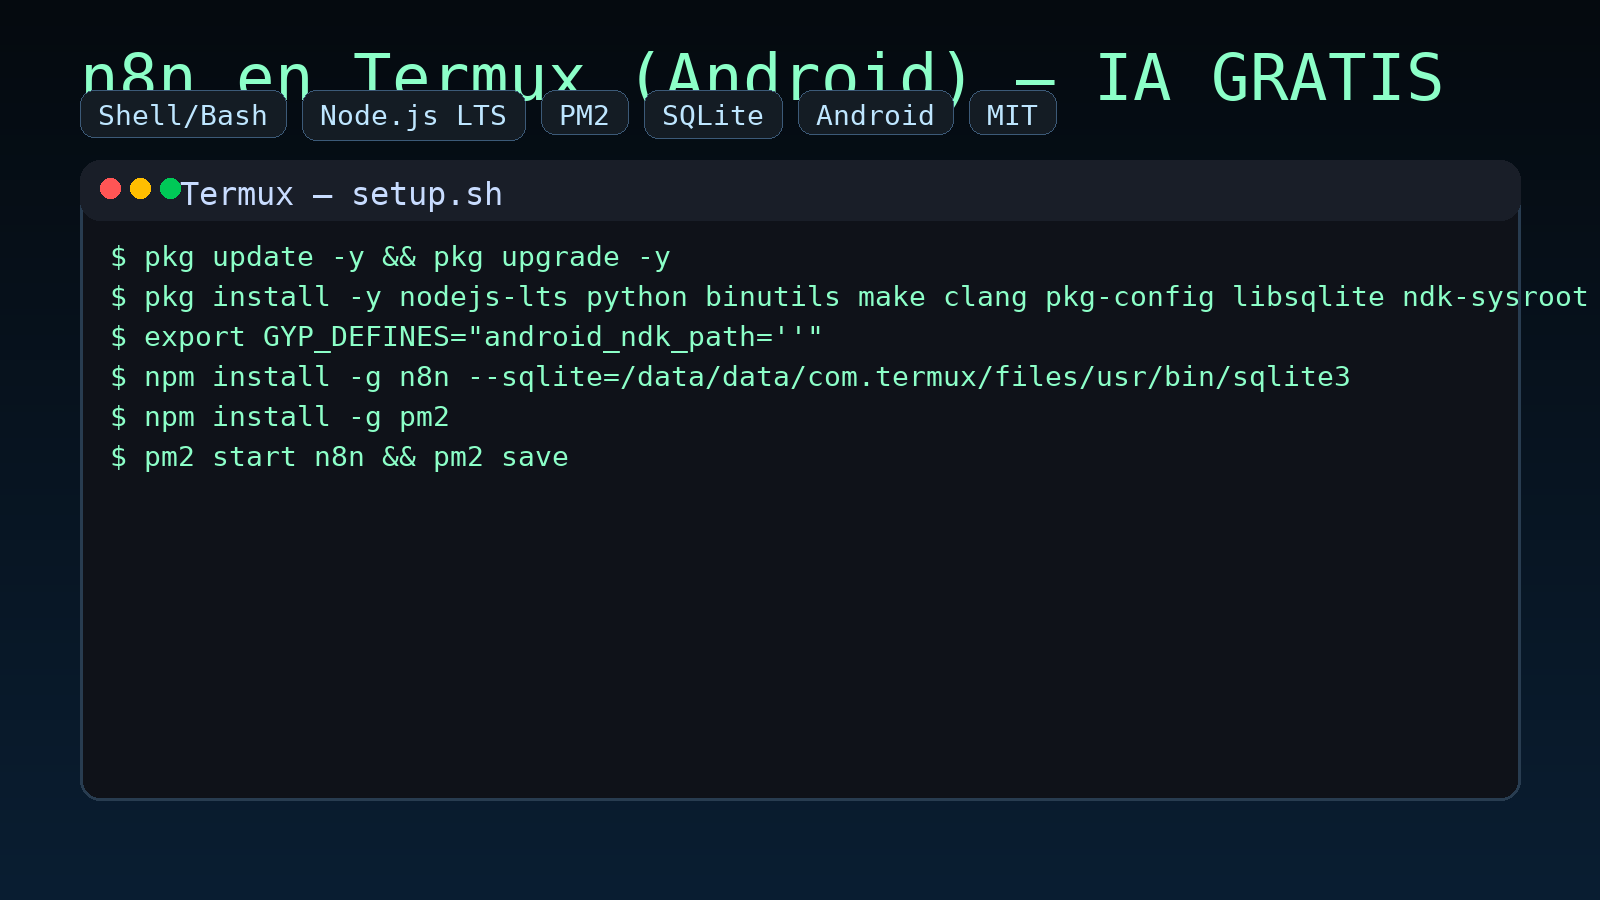 n8n en Termux (Android) — IA GRATIS
Shell/Bash Node.js LTS PM2 SQLite Android MIT
Termux — setup.sh
$ pkg update -y && pkg upgrade -y
$ pkg install -y nodejs-lts python binutils make clang pkg-config libsqlite ndk-sysroot
$ export GYP_DEFINES="android_ndk_path=''"
$ npm install -g n8n --sqlite=/data/data/com.termux/files/usr/bin/sqlite3
$ npm install -g pm2
$ pm2 start n8n && pm2 save